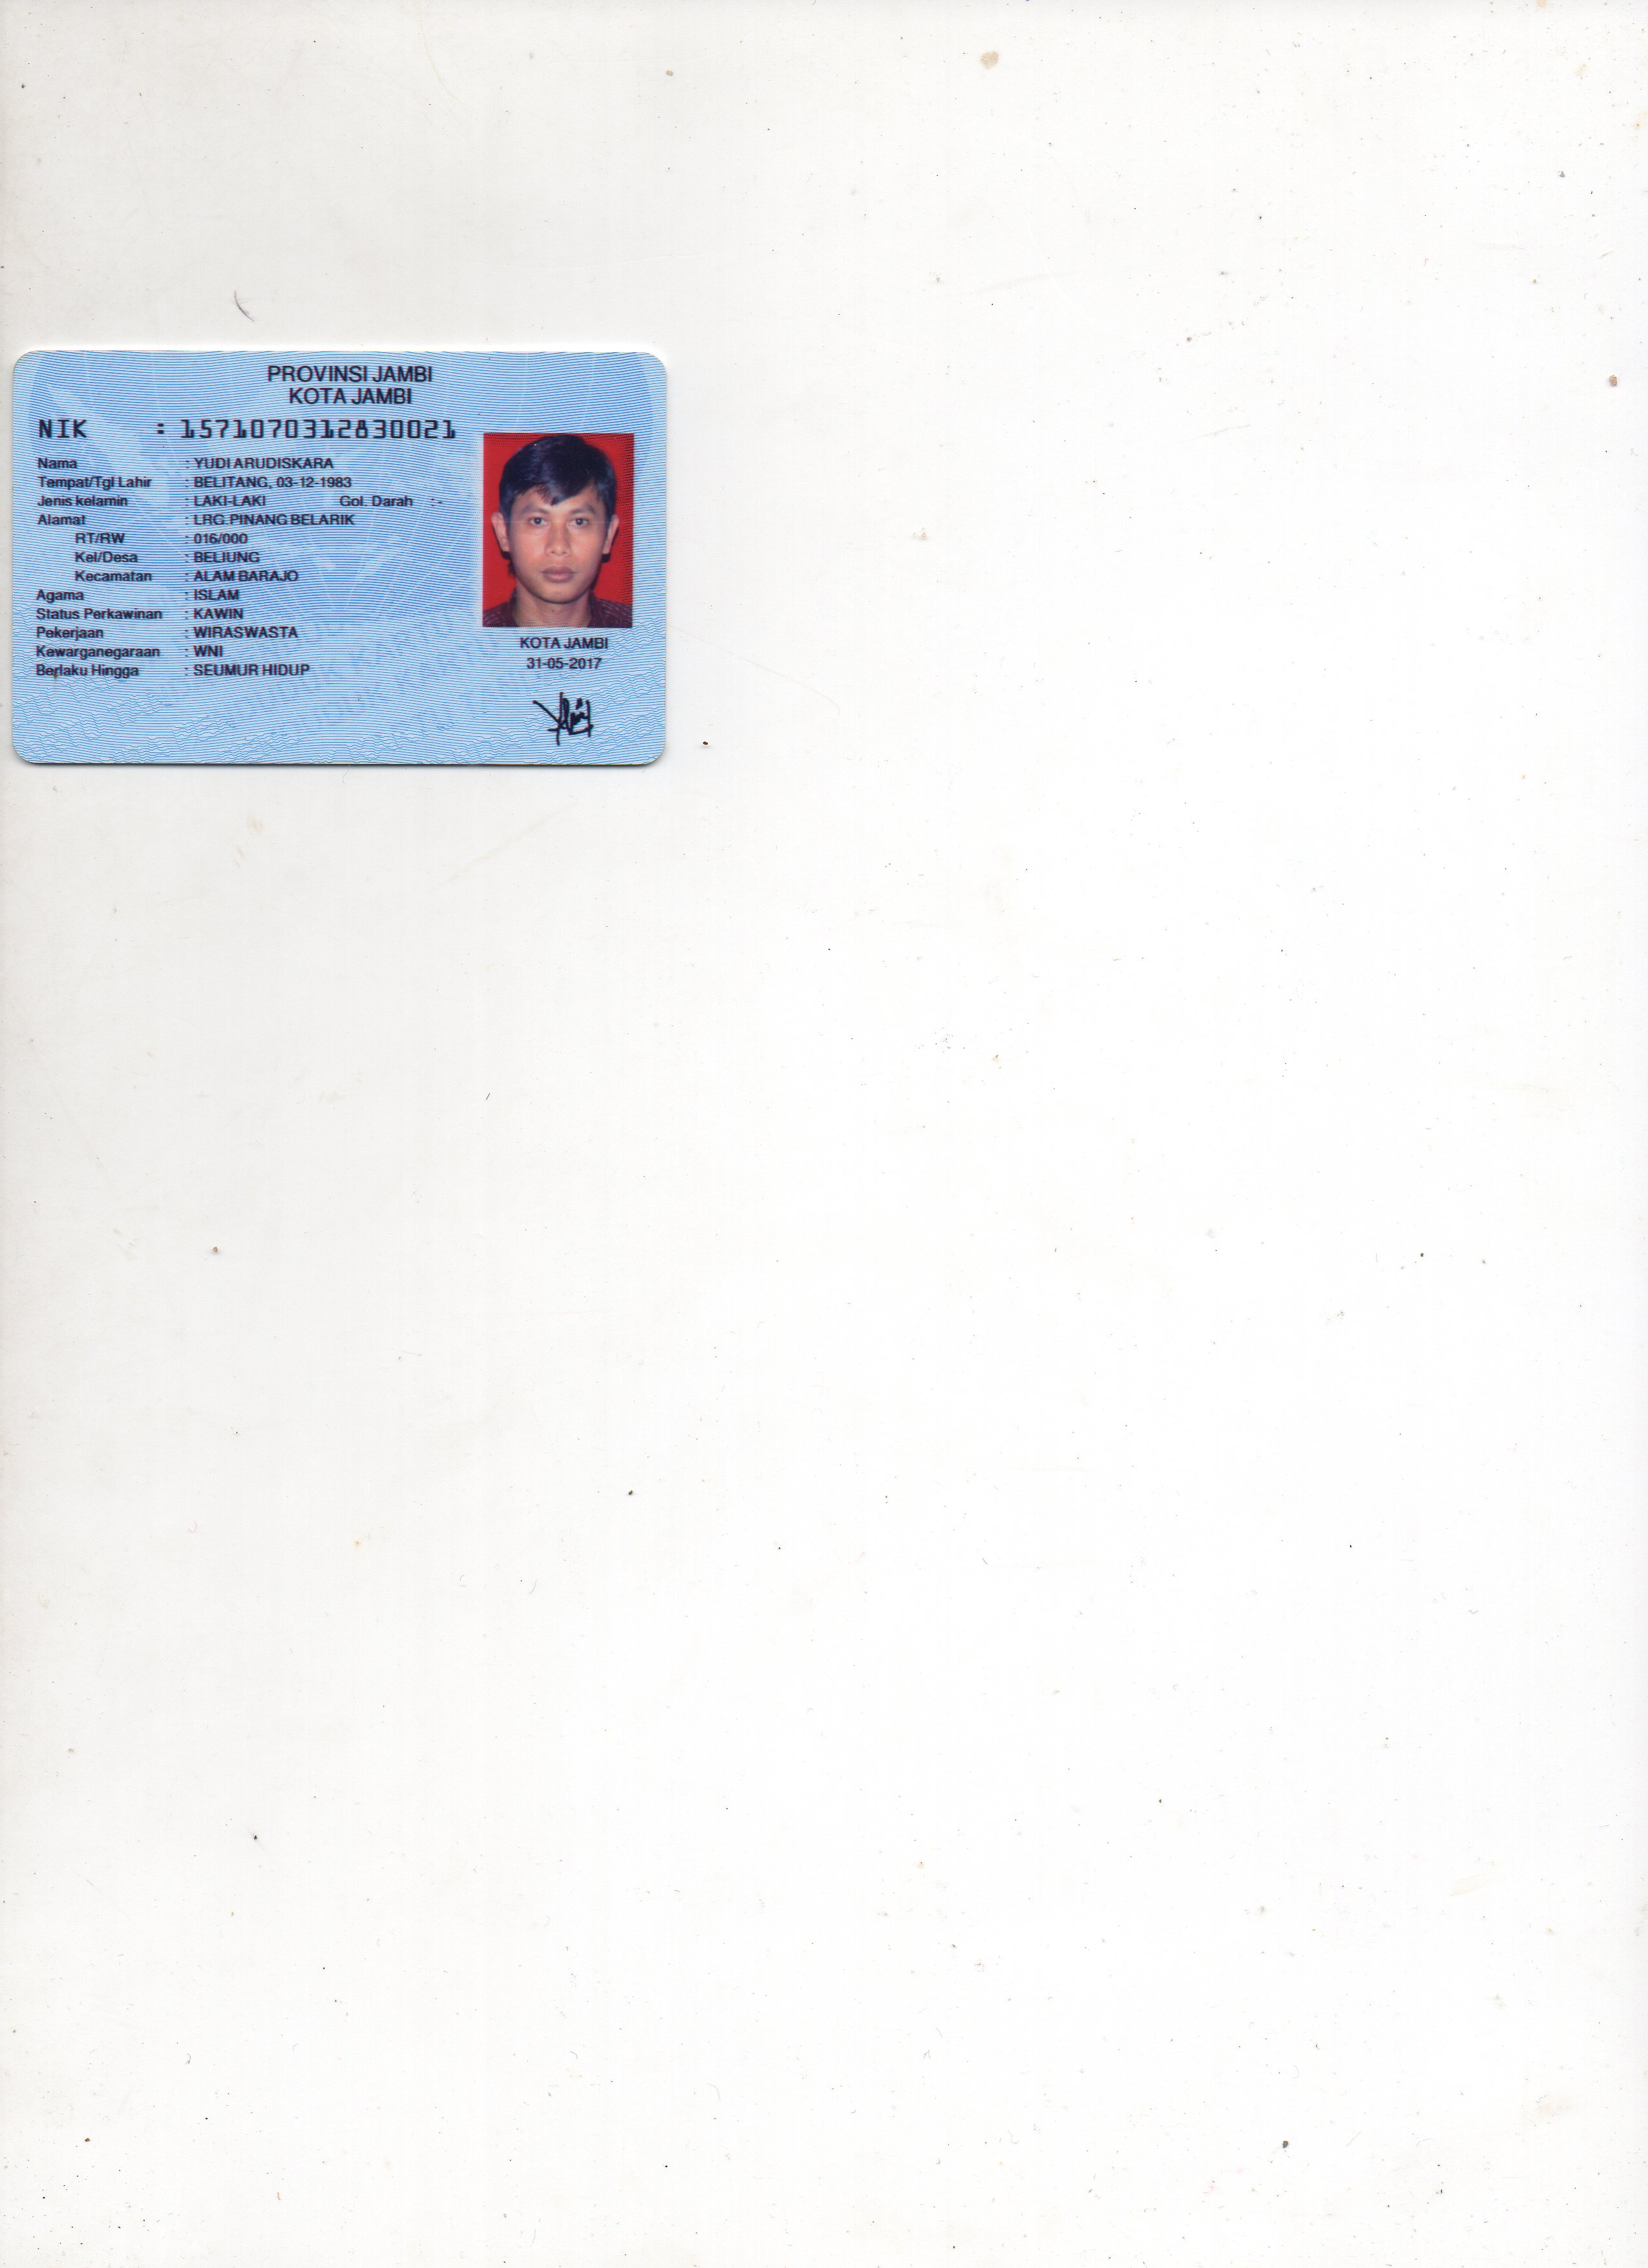 PROVINSI JAMBI
KOTA JAMBI
NIK : 1571070312830021
Nama : YUDI ARUDISKARA
Tempat/Tgl Lahir : BELITANG, 03-12-1983
Jenis kelamin : LAKI-LAKI Gol. Darah : -
Alamat : LRG.PINANG BELARIK
RT/RW : 016/000
Kel/Desa : BELIUNG
Kecamatan : ALAM BARAJO
Agama : ISLAM
Status Perkawinan : KAWIN
Pekerjaan : WIRASWASTA
Kewarganegaraan : WNI
Berlaku Hingga : SEUMUR HIDUP
KOTA JAMBI
31-05-2017